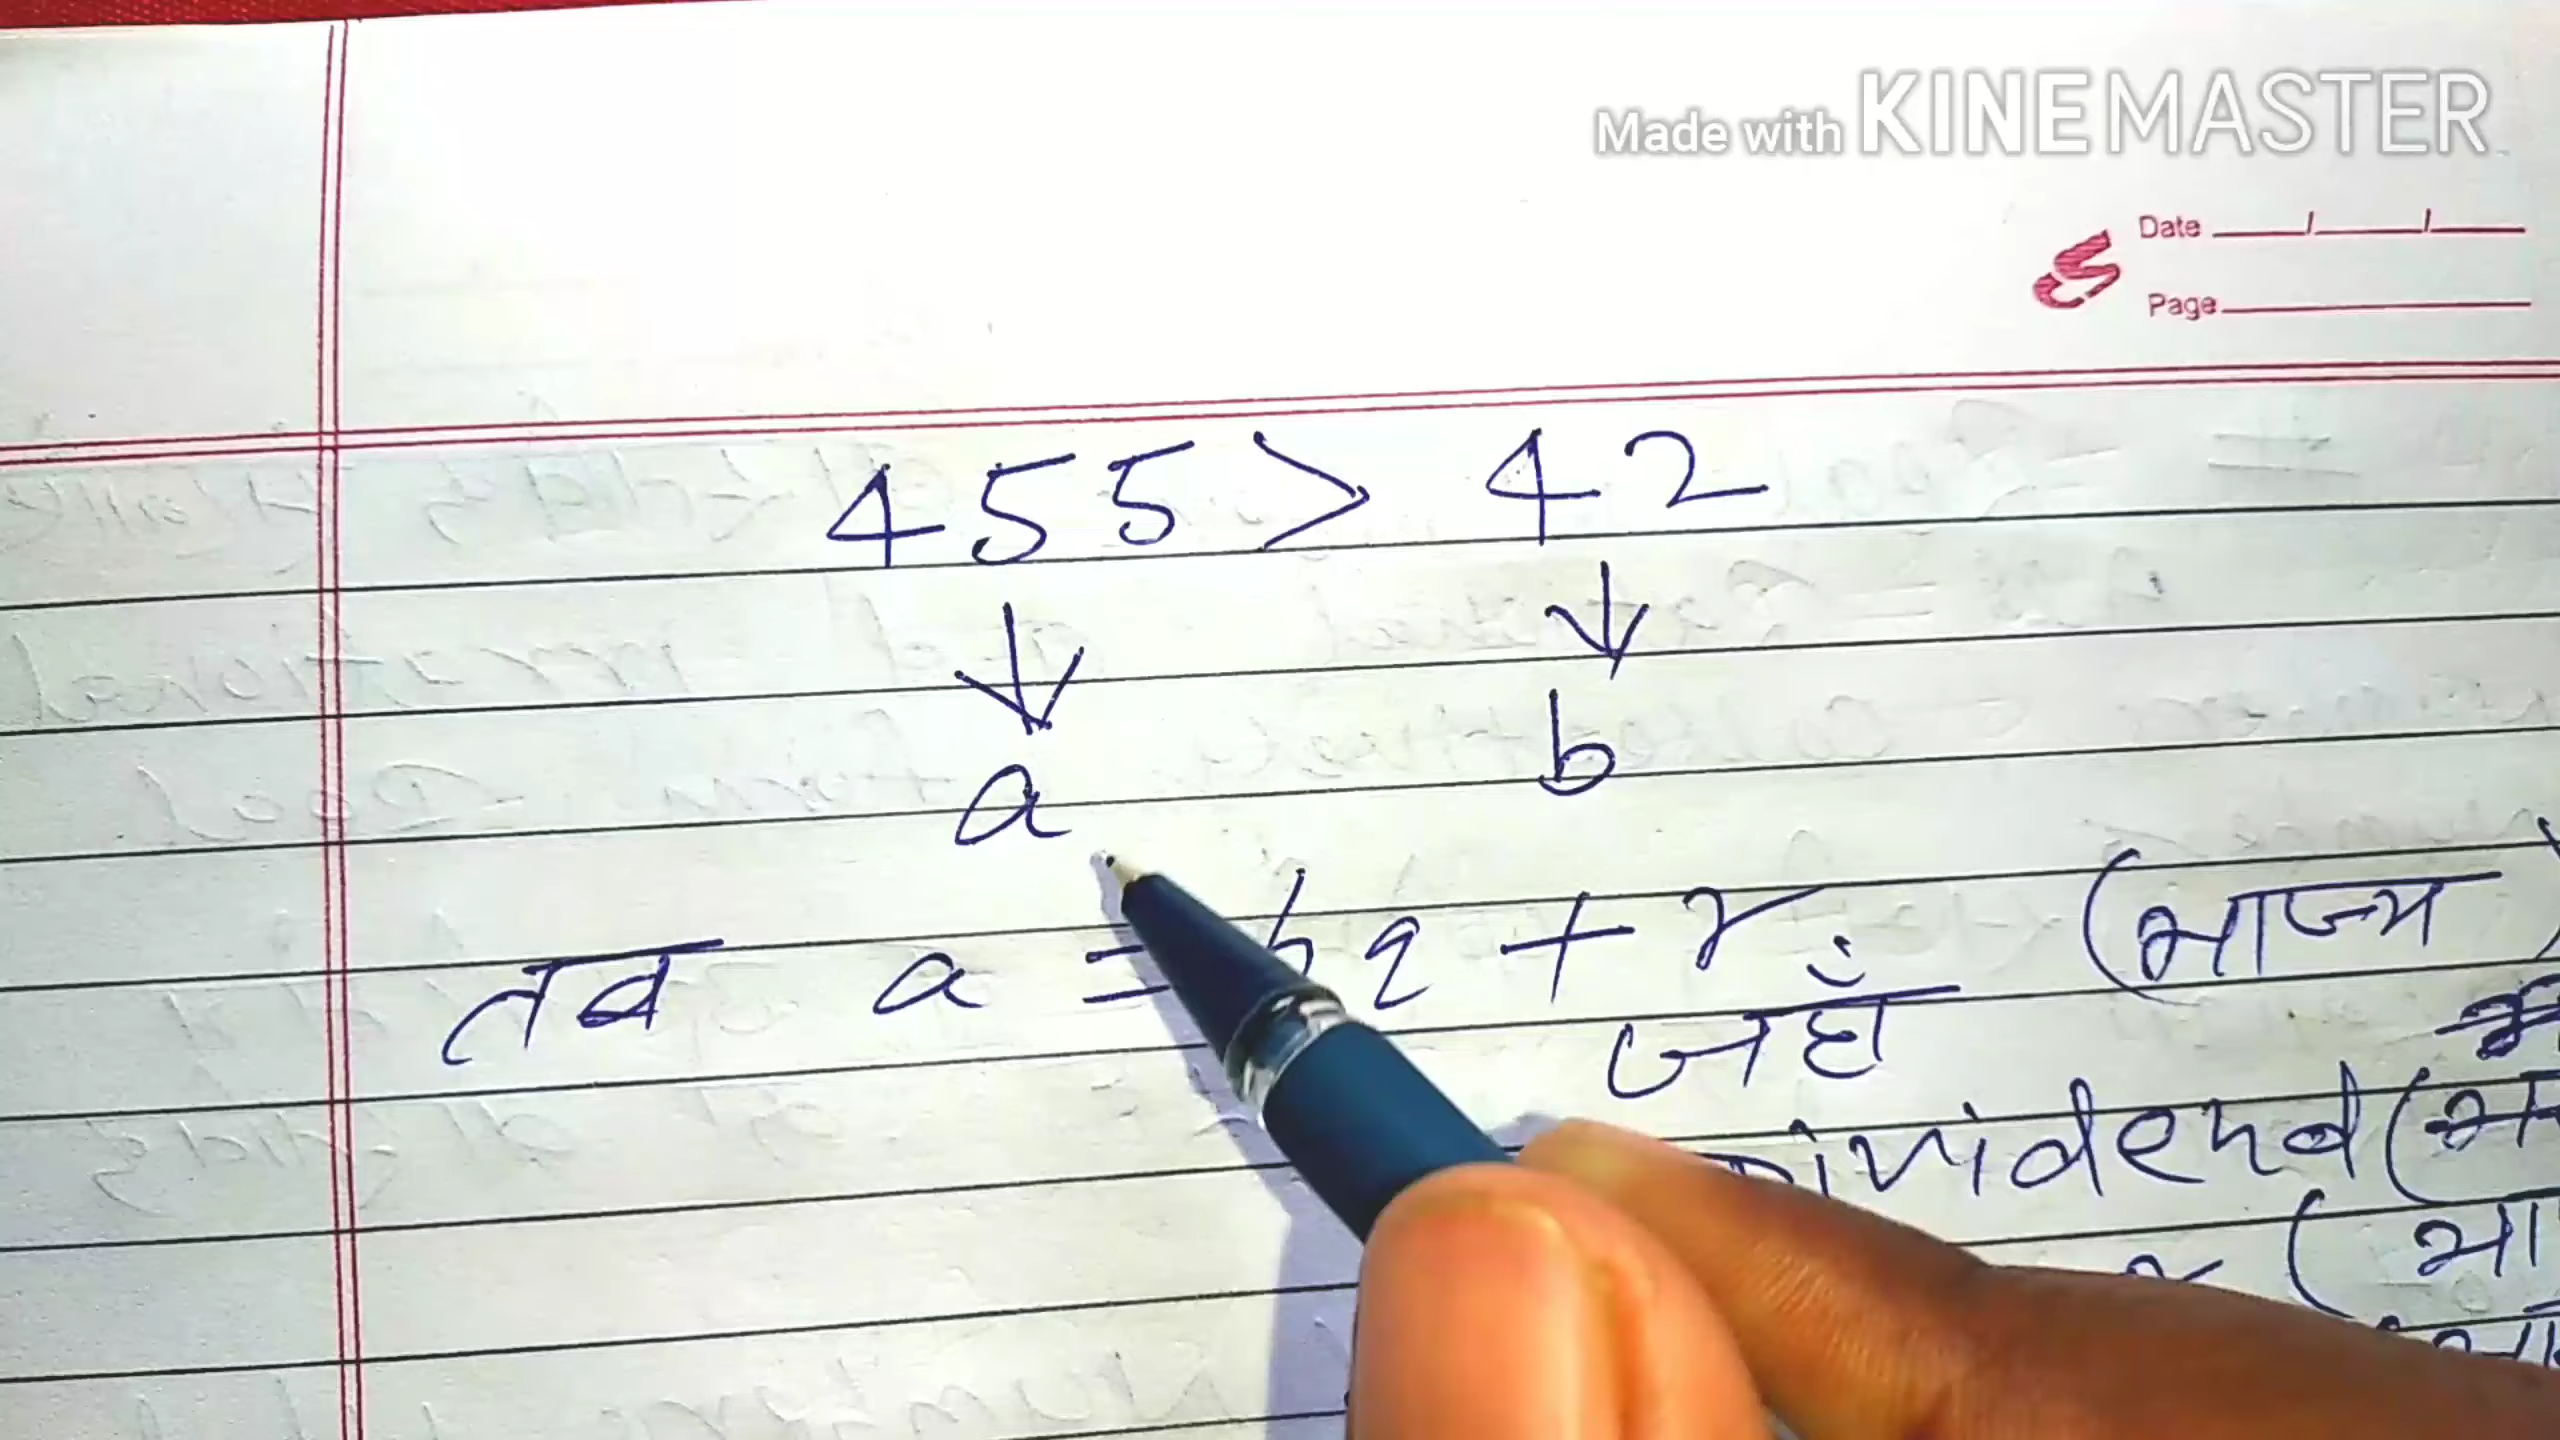 Made with KINEMASTER
Date
Page
455 > 42
a b
तब a = bq + r (भाज्य)
जहाँ
Dividend